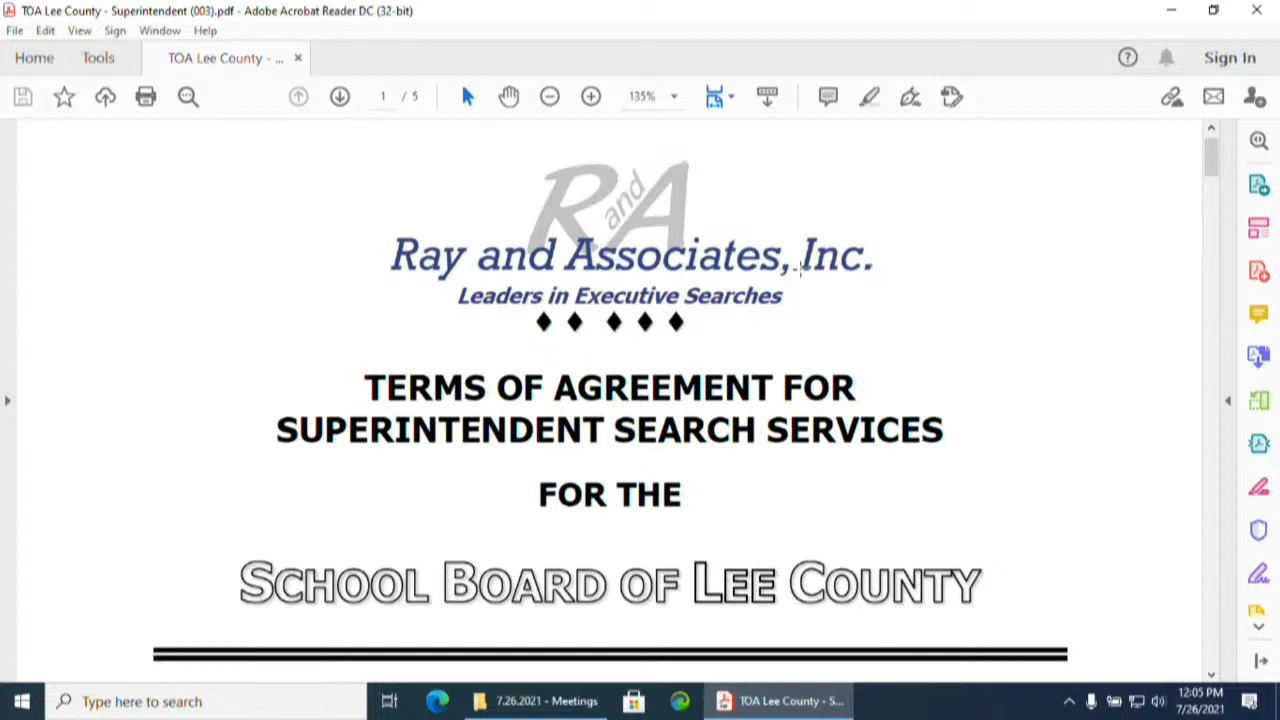 TOA Lee County - Superintendent (003).pdf - Adobe Acrobat Reader DC (32-bit)
File Edit View Sign Window Help
Home Tools TOA Lee County - ... Sign In
1 / 5 135%
R and A
Ray and Associates, Inc.
Leaders in Executive Searches
TERMS OF AGREEMENT FOR
SUPERINTENDENT SEARCH SERVICES
FOR THE
SCHOOL BOARD OF LEE COUNTY
Type here to search 7.26.2021 - Meetings TOA Lee County - S... 12:05 PM
7/26/2021